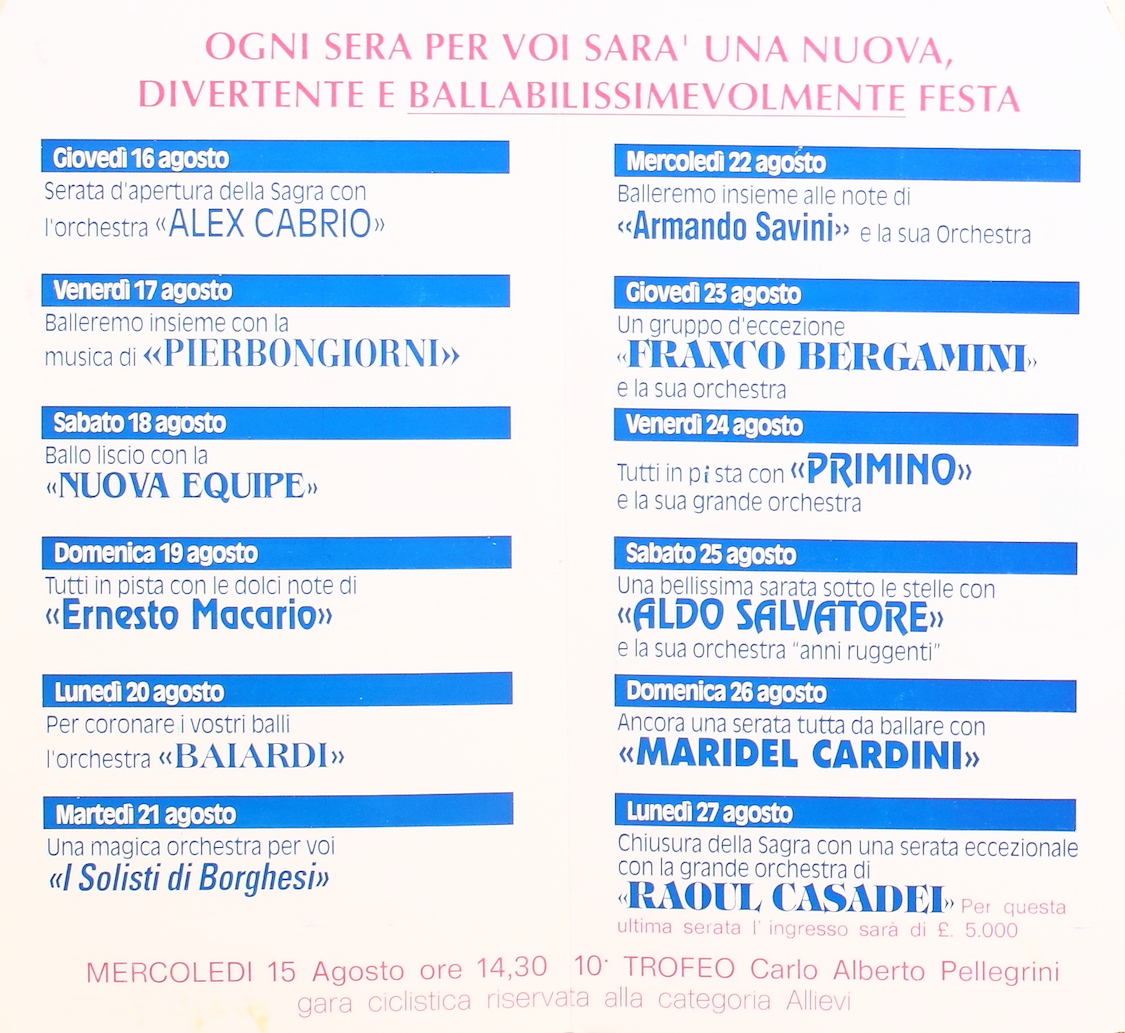 OGNI SERA PER VOI SARA' UNA NUOVA,
DIVERTENTE E BALLABILISSIMEVOLMENTE FESTA
Giovedì 16 agosto
Serata d'apertura della Sagra con
l'orchestra «ALEX CABRIO»
Venerdì 17 agosto
Balleremo insieme con la
musica di «PIERBONGIORNI»
Sabato 18 agosto
Ballo liscio con la
«NUOVA EQUIPE»
Domenica 19 agosto
Tutti in pista con le dolci note di
«Ernesto Macario»
Lunedì 20 agosto
Per coronare i vostri balli
l'orchestra «BAIARDI»
Martedì 21 agosto
Una magica orchestra per voi
«I Solisti di Borghesi»
Mercoledì 22 agosto
Balleremo insieme alle note di
«Armando Savini» e la sua Orchestra
Giovedì 23 agosto
Un gruppo d'eccezione
«FRANCO BERGAMINI»
e la sua orchestra
Venerdì 24 agosto
Tutti in pista con «PRIMINO»
e la sua grande orchestra
Sabato 25 agosto
Una bellissima sarata sotto le stelle con
«ALDO SALVATORE»
e la sua orchestra "anni ruggenti"
Domenica 26 agosto
Ancora una serata tutta da ballare con
«MARIDEL CARDINI»
Lunedì 27 agosto
Chiusura della Sagra con una serata eccezionale
con la grande orchestra di
«RAOUL CASADEI» Per questa
ultima serata l' ingresso sarà di £. 5.000
MERCOLEDI 15 Agosto ore 14,30 10· TROFEO Carlo Alberto Pellegrini
gara ciclistica riservata alla categoria Allievi